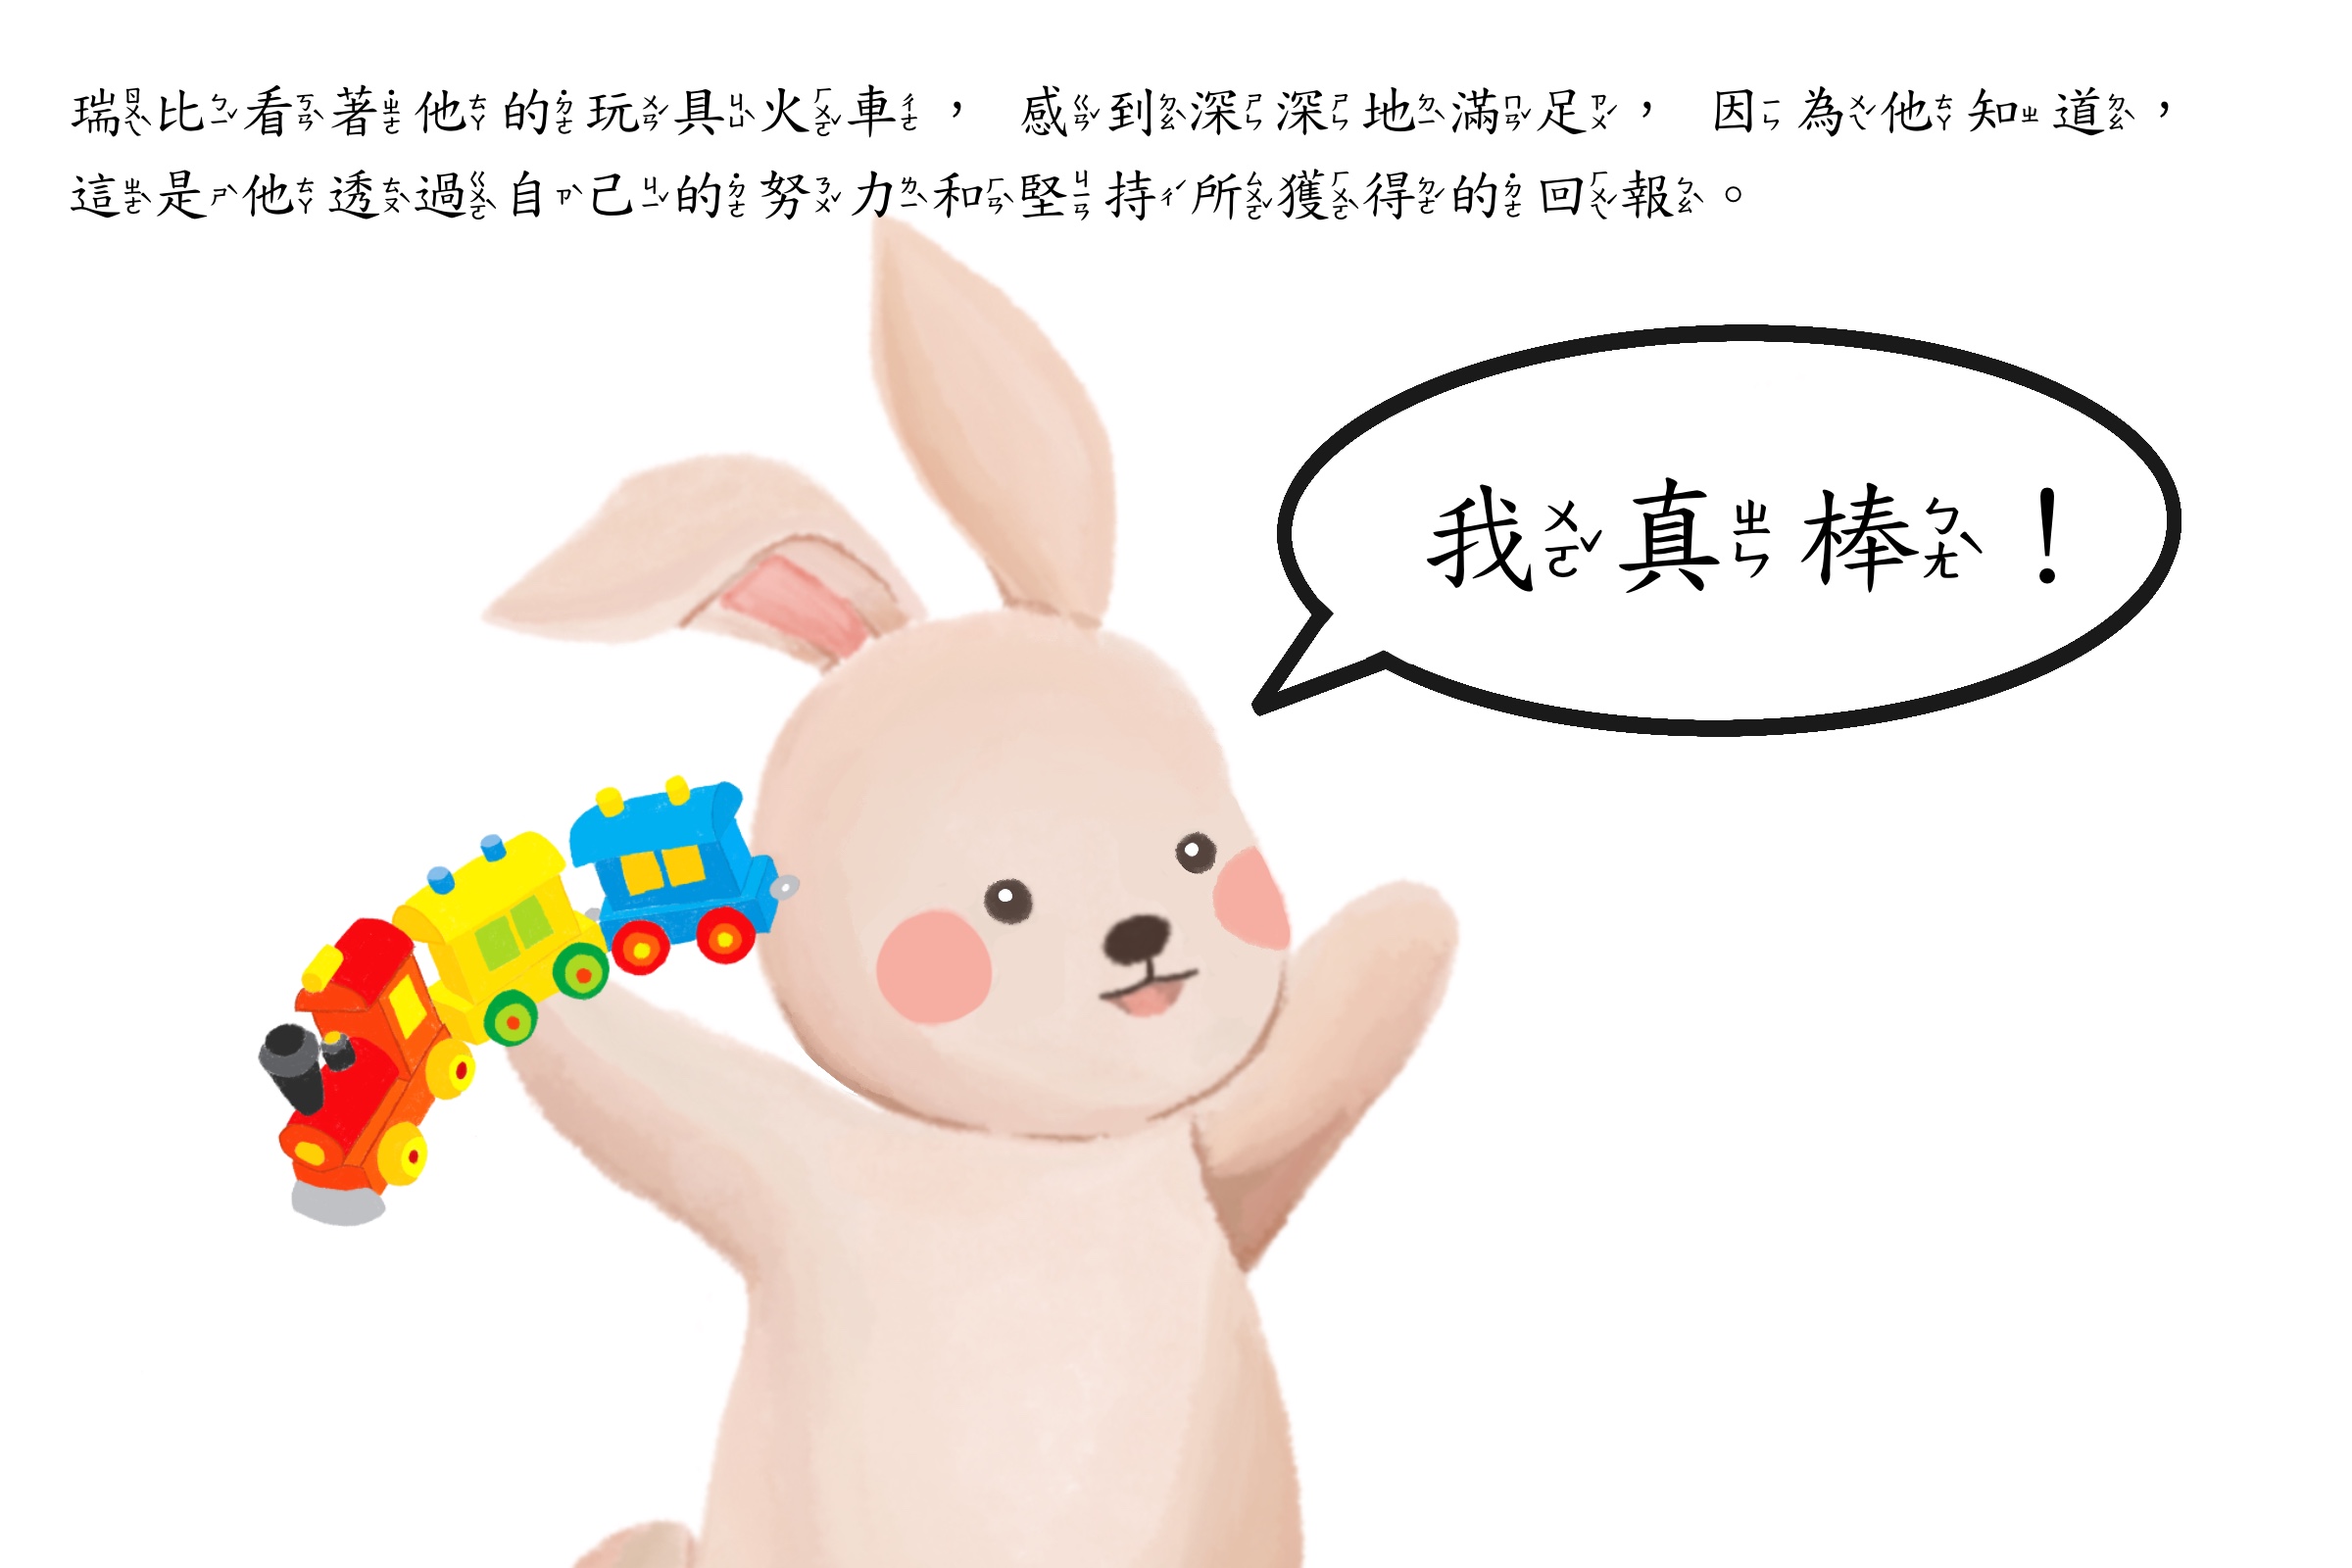 瑞比看著他的玩具火車，感到深深地滿足，因為他知道，
這是他透過自己的努力和堅持所獲得的回報。
我真棒！